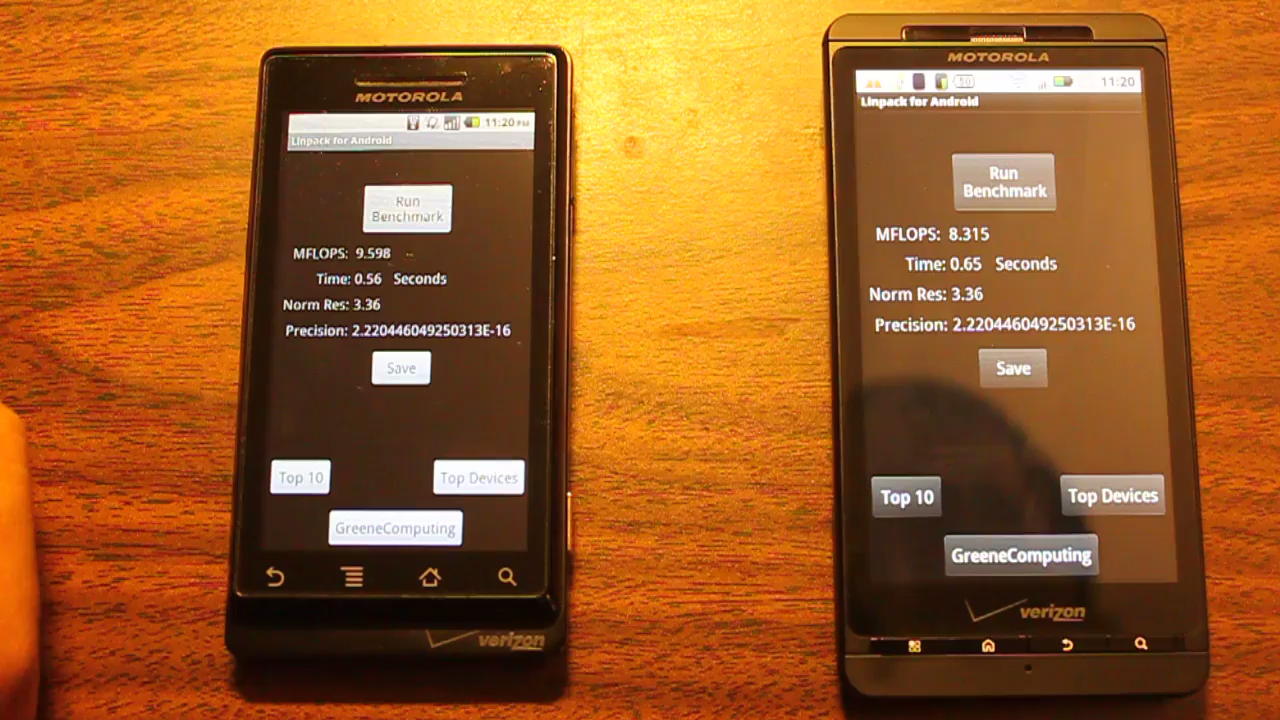 MOTOROLA
11:20 PM
Linpack for Android
Run
Benchmark
MFLOPS: 9.598
Time: 0.56 Seconds
Norm Res: 3.36
Precision: 2.220446049250313E-16
Save
Top 10
Top Devices
GreeneComputing
verizon
MOTOROLA
50
11:20
Linpack for Android
Run
Benchmark
MFLOPS: 8.315
Time: 0.65 Seconds
Norm Res: 3.36
Precision: 2.220446049250313E-16
Save
Top 10
Top Devices
GreeneComputing
verizon